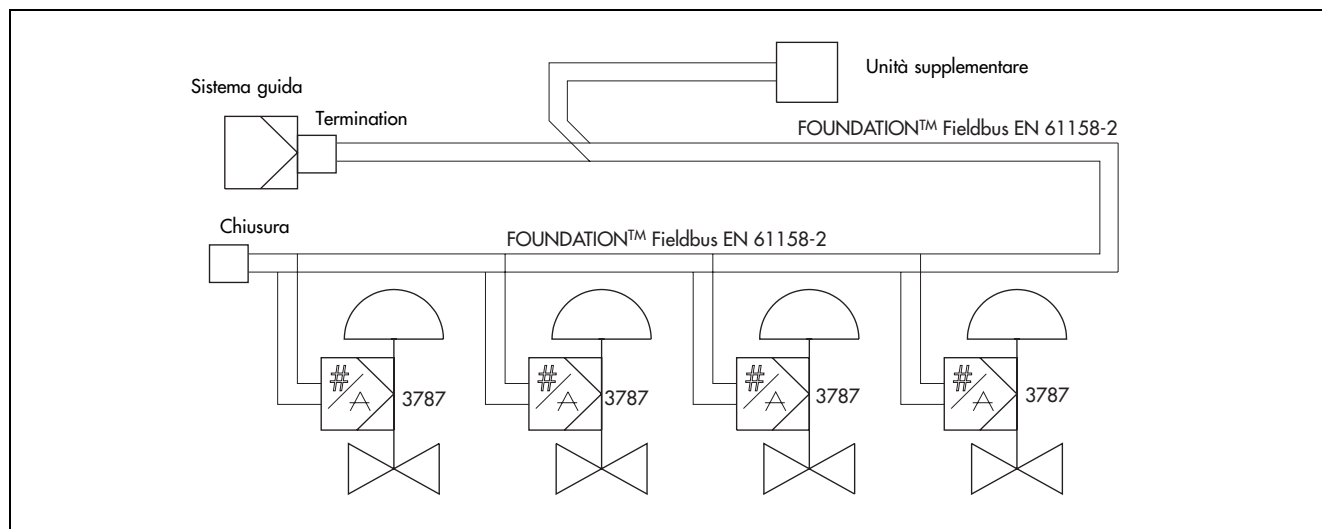 Unità supplementare
Sistema guida
Termination
FOUNDATION™ Fieldbus EN 61158-2
Chiusura
FOUNDATION™ Fieldbus EN 61158-2
# A 3787
# A 3787
# A 3787
# A 3787